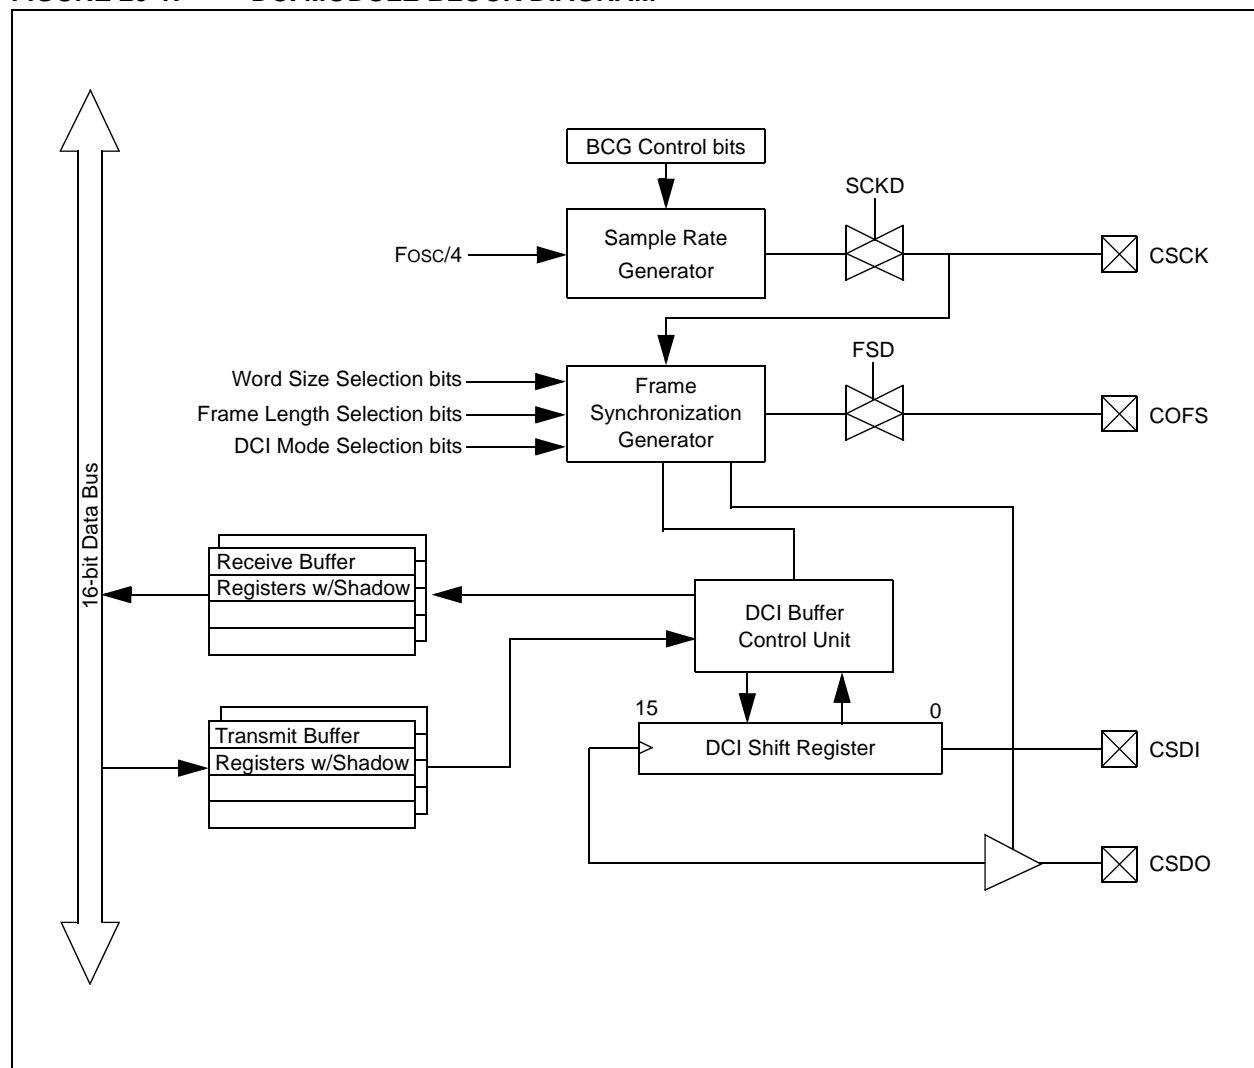 BCG Control bits
SCKD
Sample Rate
Generator
FOSC/4
CSCK
FSD
Word Size Selection bits
Frame Length Selection bits
DCI Mode Selection bits
Frame
Synchronization
Generator
COFS
16-bit Data Bus
Receive Buffer
Registers w/Shadow
DCI Buffer
Control Unit
Transmit Buffer
Registers w/Shadow
15
0
DCI Shift Register
CSDI
CSDO